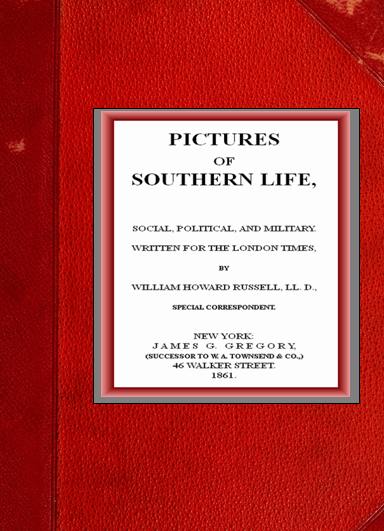 PICTURES
OF
SOUTHERN LIFE,
SOCIAL, POLITICAL, AND MILITARY.
WRITTEN FOR THE LONDON TIMES,
BY
WILLIAM HOWARD RUSSELL, LL. D.,
SPECIAL CORRESPONDENT.
NEW YORK:
JAMES G. GREGORY,
(SUCCESSOR TO W. A. TOWNSEND & CO.,)
46 WALKER STREET.
1861.